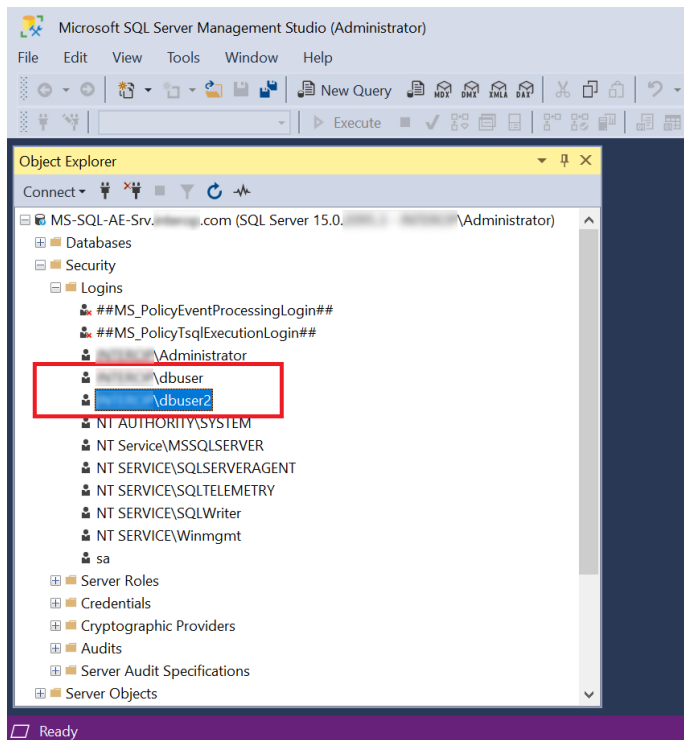 Microsoft SQL Server Management Studio (Administrator)
File Edit View Tools Window Help
New Query MDX DMX XMLA DAX
Execute
Object Explorer
Connect
MS-SQL-AE-Srv. .com (SQL Server 15.0. \Administrator)
Databases
Security
Logins
##MS_PolicyEventProcessingLogin##
##MS_PolicyTsqlExecutionLogin##
\Administrator
\dbuser
\dbuser2
NT AUTHORITY\SYSTEM
NT Service\MSSQLSERVER
NT SERVICE\SQLSERVERAGENT
NT SERVICE\SQLTELEMETRY
NT SERVICE\SQLWriter
NT SERVICE\Winmgmt
sa
Server Roles
Credentials
Cryptographic Providers
Audits
Server Audit Specifications
Server Objects
Ready